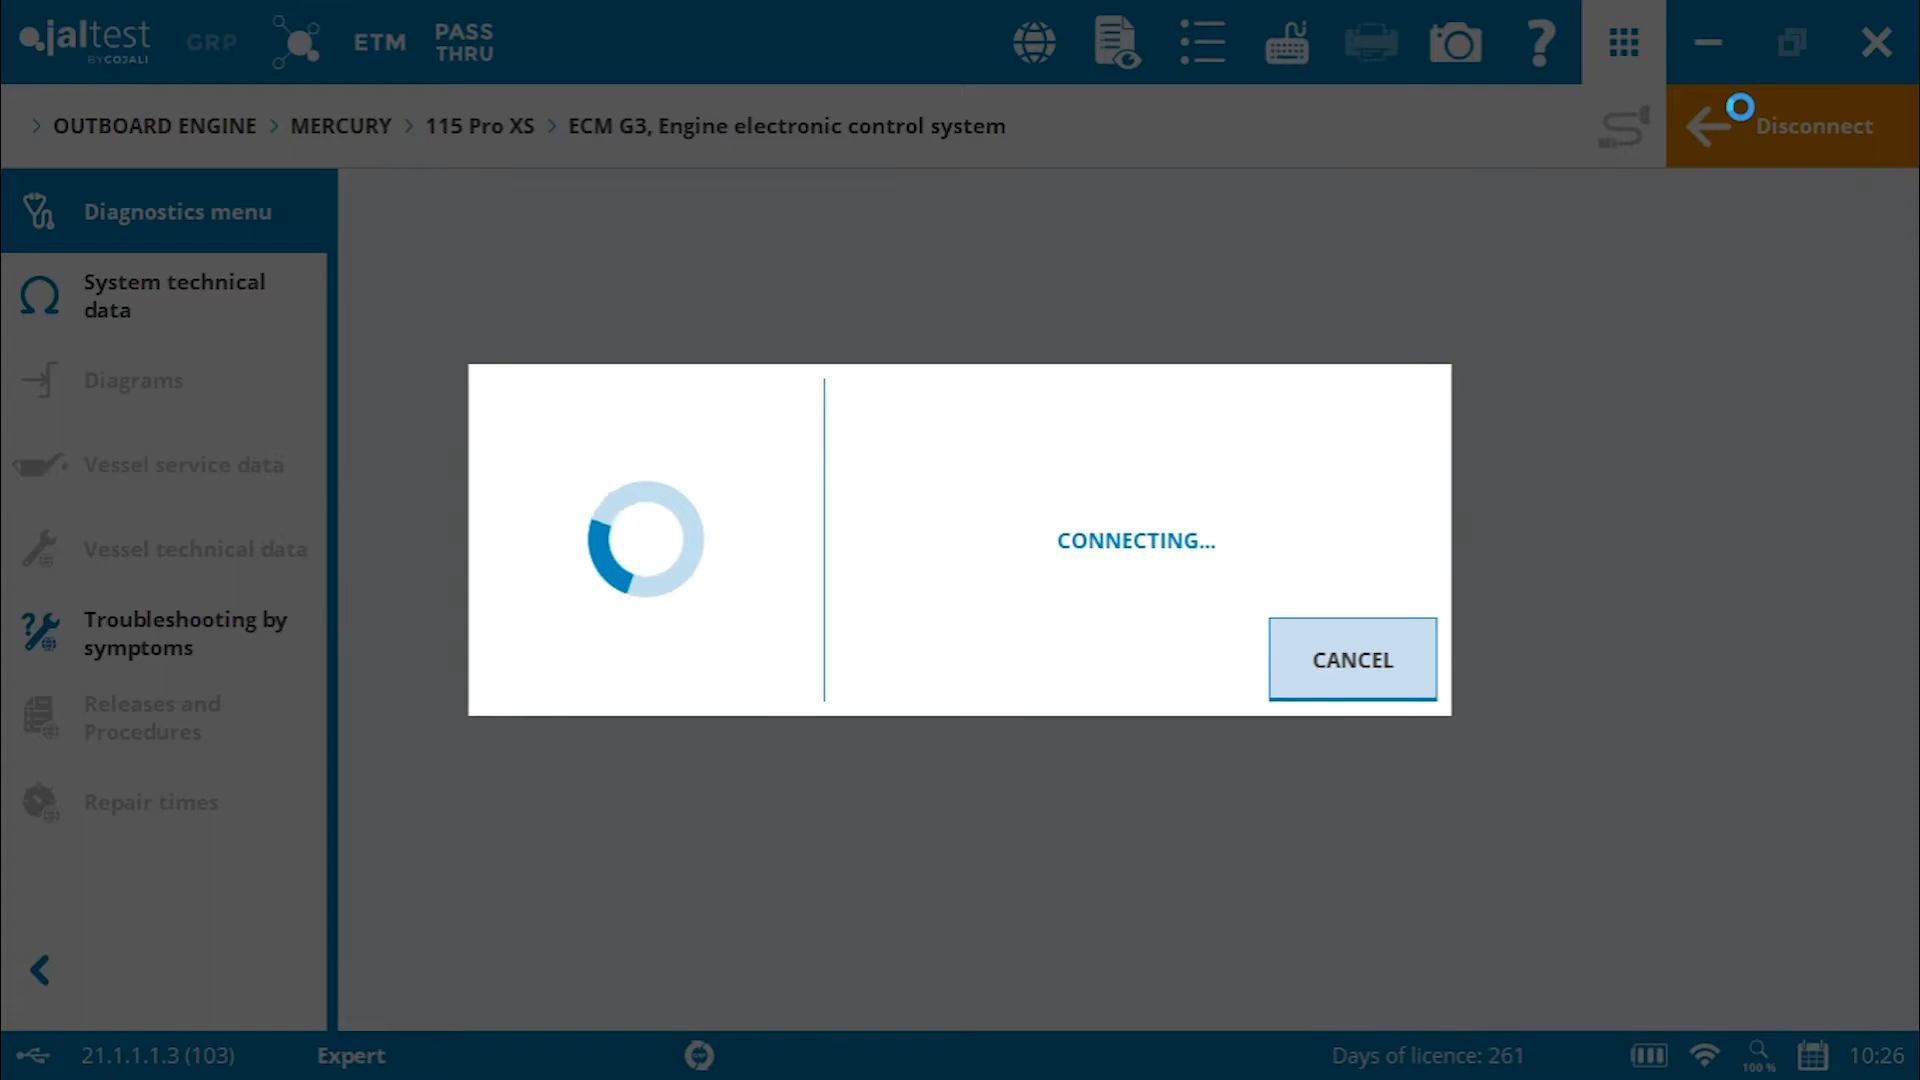 jaltest
BY COJALI
GRP
ETM
PASS
THRU
OUTBOARD ENGINE > MERCURY > 115 Pro XS > ECM G3, Engine electronic control system
Disconnect
Diagnostics menu
System technical
data
Diagrams
Vessel service data
Vessel technical data
Troubleshooting by
symptoms
Releases and
Procedures
Repair times
CONNECTING...
CANCEL
21.1.1.1.3 (103)
Expert
Days of licence: 261
100 %
10:26